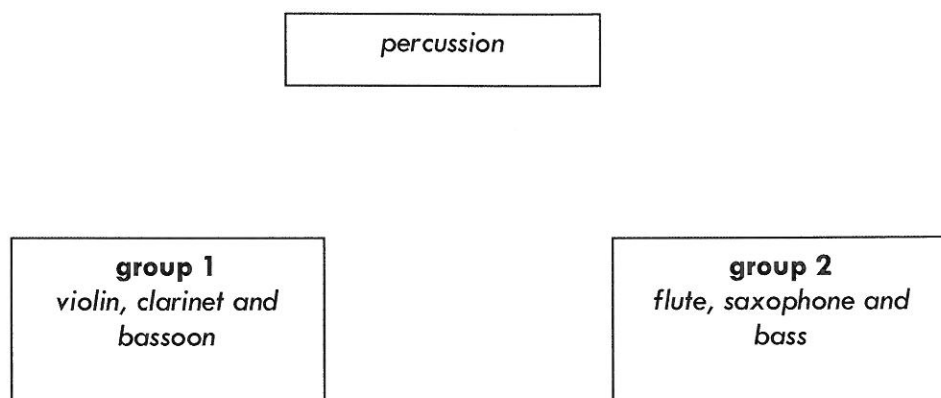 percussion
group 1
violin, clarinet and
bassoon
group 2
flute, saxophone and
bass